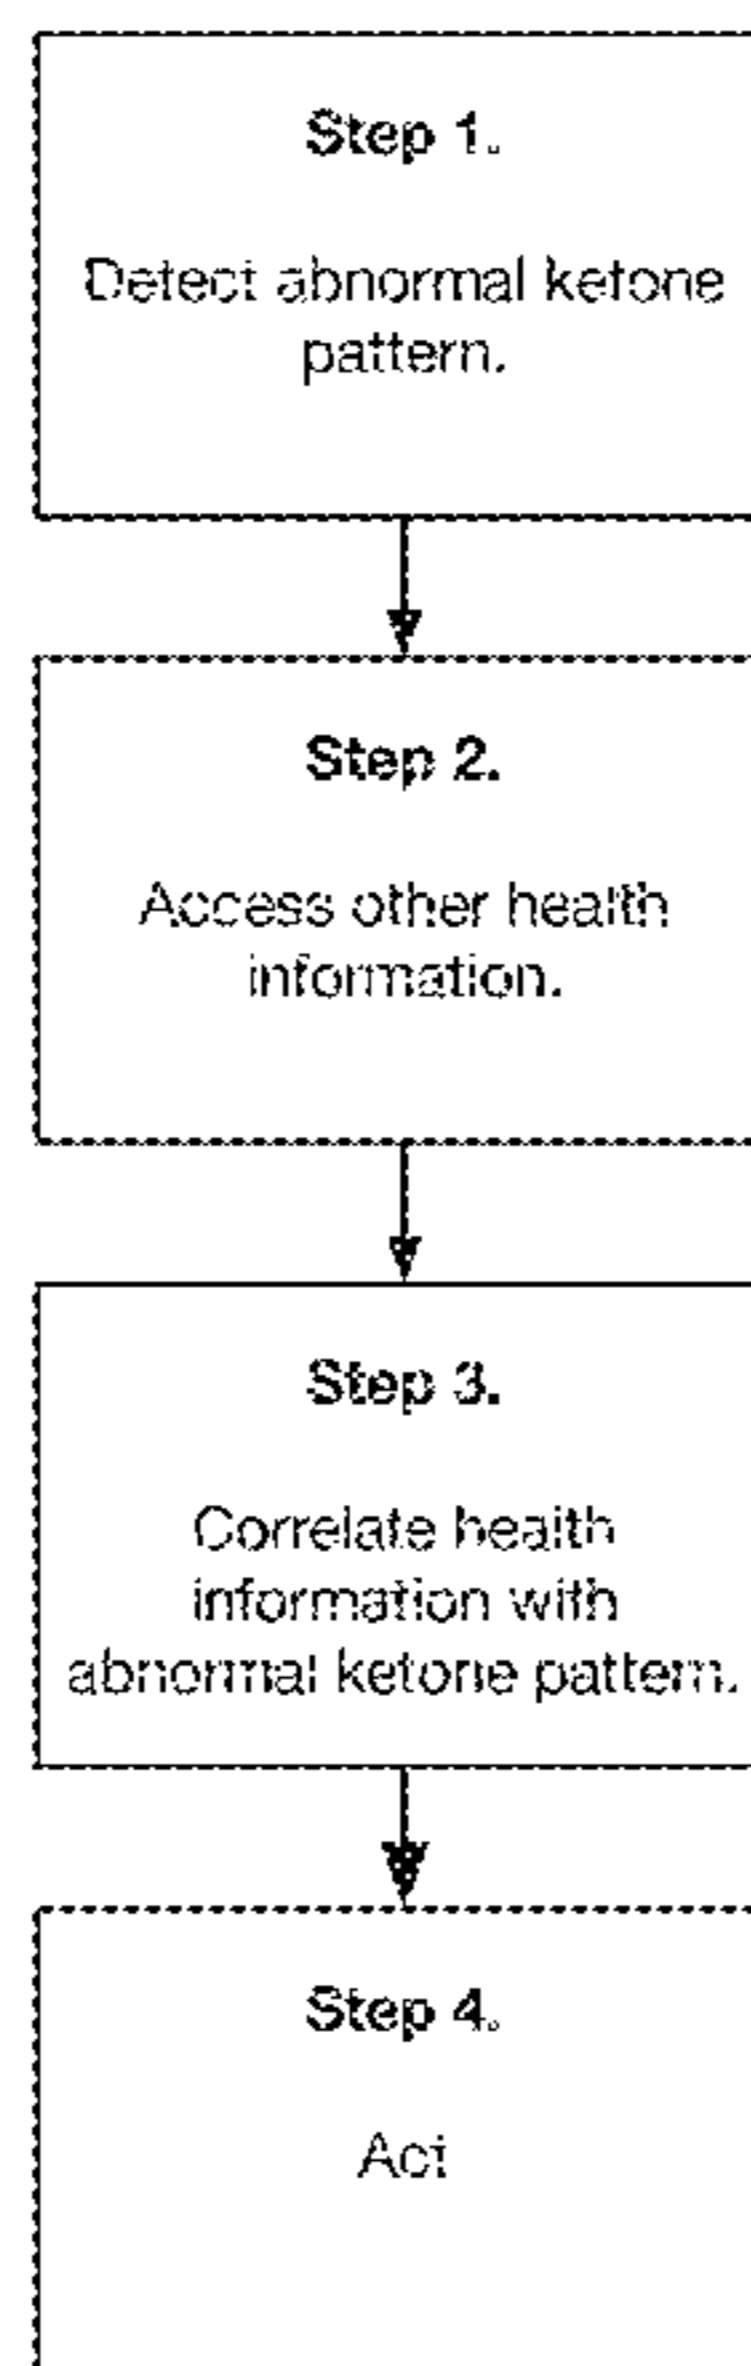 Step 1.
Detect abnormal ketone
pattern.
Step 2.
Access other health
information.
Step 3.
Correlate health
information with
abnormal ketone pattern.
Step 4.
Act